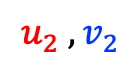 u₂ , v₂